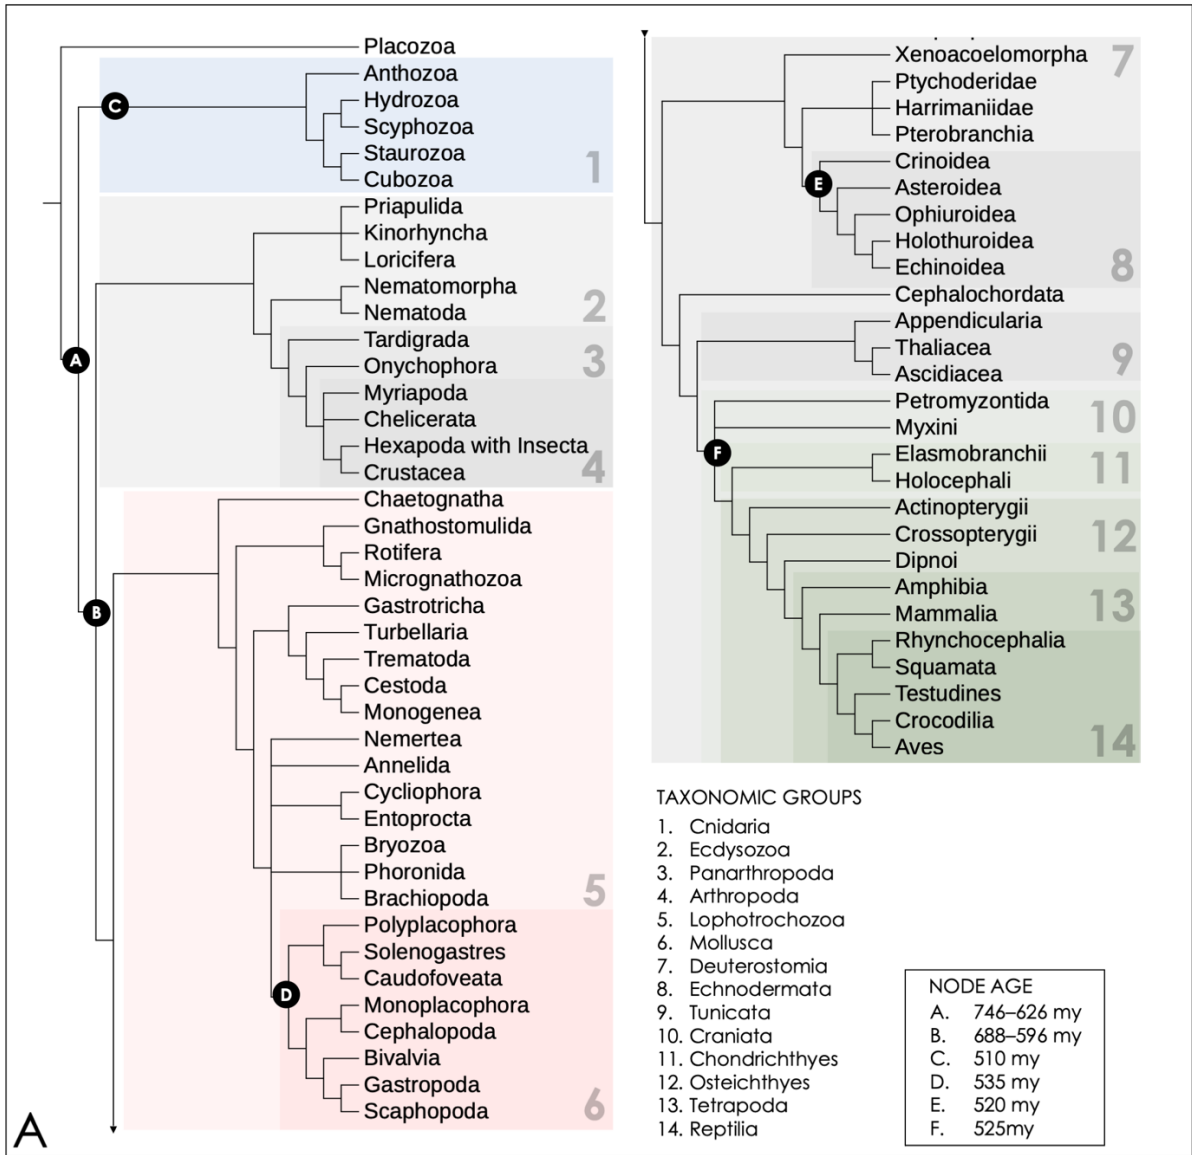 Placozoa
C
Anthozoa
Hydrozoa
Scyphozoa
Staurozoa
Cubozoa
1
Priapulida
Kinorhyncha
Loricifera
Nematomorpha
Nematoda
2
Tardigrada
Onychophora
3
A
Myriapoda
Chelicerata
Hexapoda with Insecta
Crustacea
4
Chaetognatha
Gnathostomulida
Rotifera
Micrognathozoa
B
Gastrotricha
Turbellaria
Trematoda
Cestoda
Monogenea
Nemertea
Annelida
Cycliophora
Entoprocta
Bryozoa
Phoronida
Brachiopoda
5
Polyplacophora
Solenogastres
Caudofoveata
D
Monoplacophora
Cephalopoda
Bivalvia
Gastropoda
Scaphopoda
6
A
Xenoacoelomorpha
7
Ptychoderidae
Harrimaniidae
Pterobranchia
Crinoidea
E
Asteroidea
Ophiuroidea
Holothuroidea
Echinoidea
8
Cephalochordata
Appendicularia
Thaliacea
Ascidiacea
9
Petromyzontida
Myxini
10
F
Elasmobranchii
Holocephali
11
Actinopterygii
Crossopterygii
Dipnoi
12
Amphibia
Mammalia
13
Rhynchocephalia
Squamata
Testudines
Crocodilia
Aves
14
TAXONOMIC GROUPS
1. Cnidaria
2. Ecdysozoa
3. Panarthropoda
4. Arthropoda
5. Lophotrochozoa
6. Mollusca
7. Deuterostomia
8. Echnodermata
9. Tunicata
10. Craniata
11. Chondrichthyes
12. Osteichthyes
13. Tetrapoda
14. Reptilia
NODE AGE
A. 746–626 my
B. 688–596 my
C. 510 my
D. 535 my
E. 520 my
F. 525my